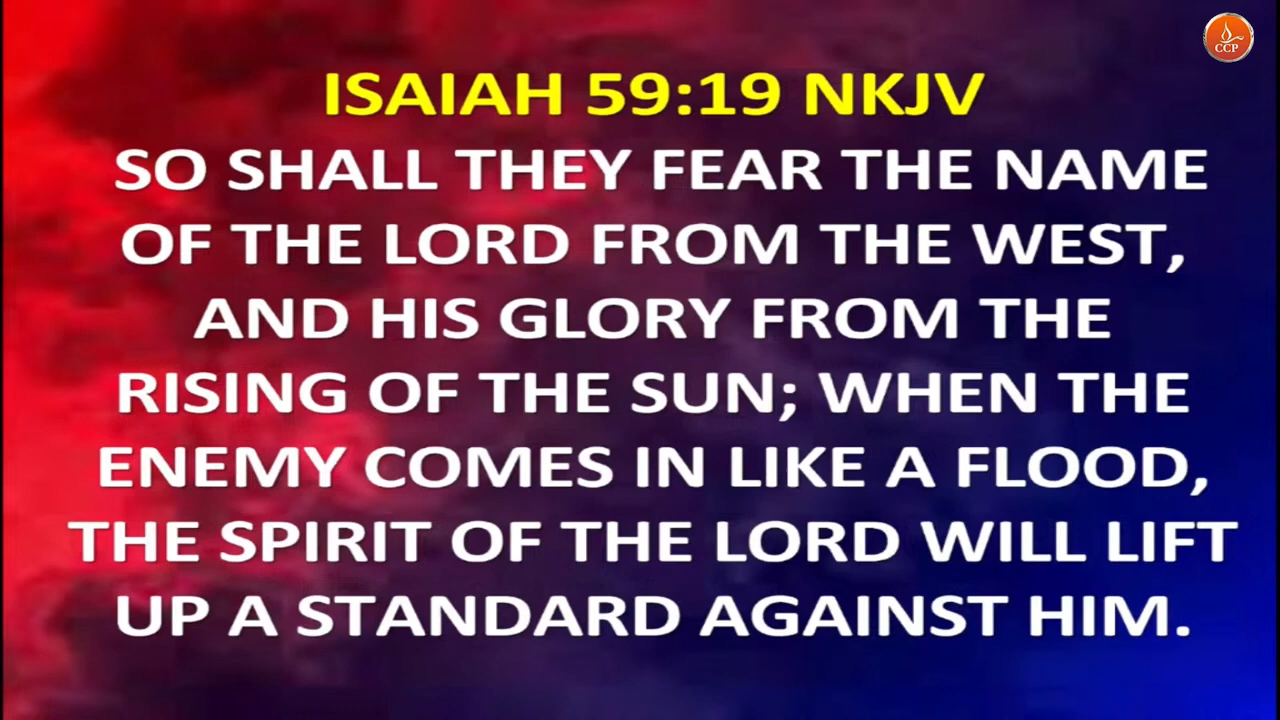 CCP
ISAIAH 59:19 NKJV
SO SHALL THEY FEAR THE NAME
OF THE LORD FROM THE WEST,
AND HIS GLORY FROM THE
RISING OF THE SUN; WHEN THE
ENEMY COMES IN LIKE A FLOOD,
THE SPIRIT OF THE LORD WILL LIFT
UP A STANDARD AGAINST HIM.